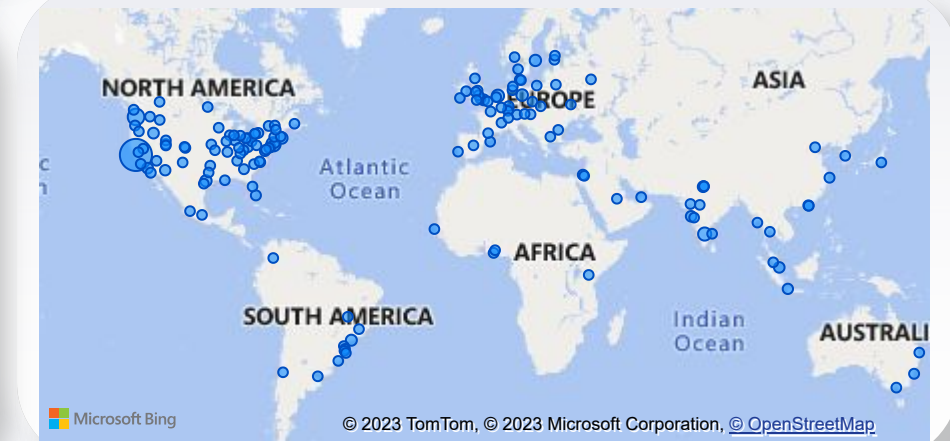 NORTH AMERICA
ASIA
EUROPE
c
n
Atlantic
Ocean
AFRICA
SOUTH AMERICA
Indian
Ocean
AUSTRALI
Microsoft Bing
© 2023 TomTom, © 2023 Microsoft Corporation, © OpenStreetMap